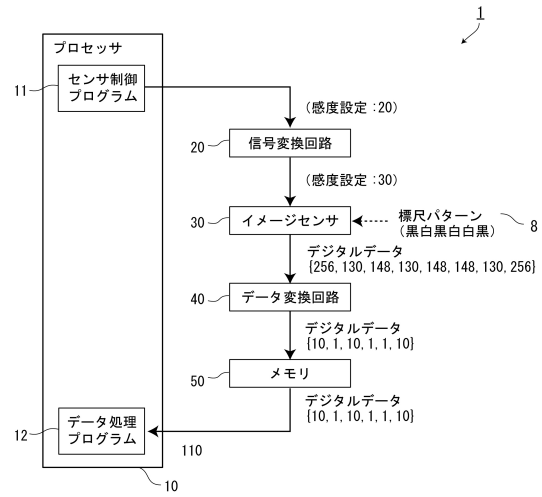 1
プロセッサ
11
センサ制御
プログラム
(感度設定:20)
20
信号変換回路
(感度設定:30)
30
イメージセンサ
標尺パターン
(黒白黒白白黒)
8
デジタルデータ
{256,130,148,130,148,148,130,256}
40
データ変換回路
デジタルデータ
{10,1,10,1,1,10}
50
メモリ
デジタルデータ
{10,1,10,1,1,10}
12
データ処理
プログラム
110
10